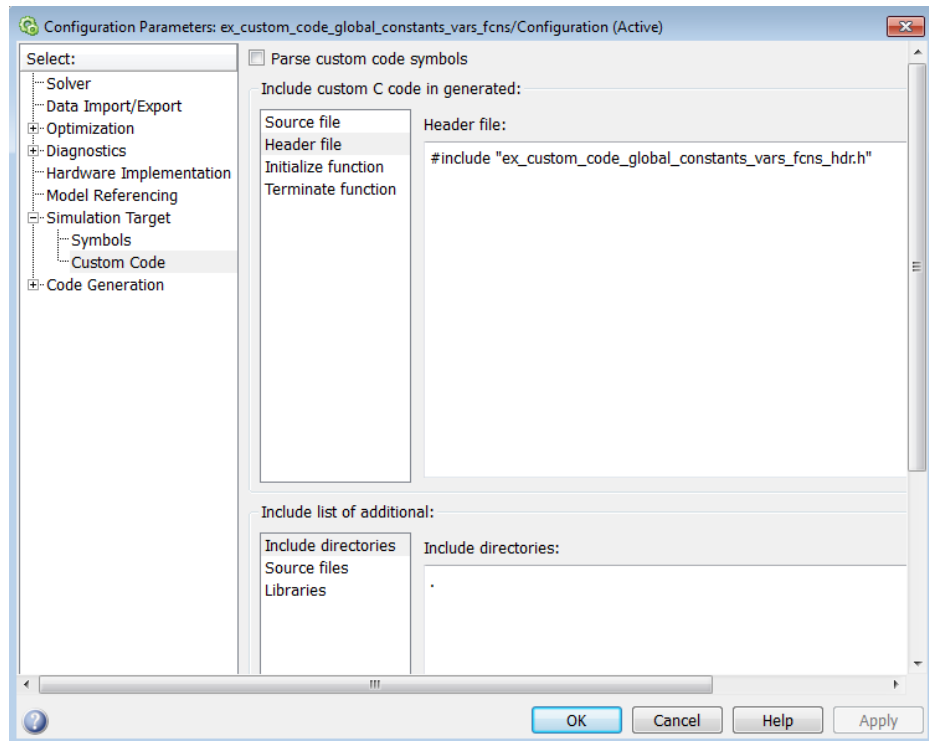 Configuration Parameters: ex_custom_code_global_constants_vars_fcns/Configuration (Active)
Select:
Solver
Data Import/Export
Optimization
Diagnostics
Hardware Implementation
Model Referencing
Simulation Target
Symbols
Custom Code
Code Generation
Parse custom code symbols
Include custom C code in generated:
Source file
Header file
Initialize function
Terminate function
Header file:
#include "ex_custom_code_global_constants_vars_fcns_hdr.h"
Include list of additional:
Include directories
Source files
Libraries
Include directories:
.
OK
Cancel
Help
Apply